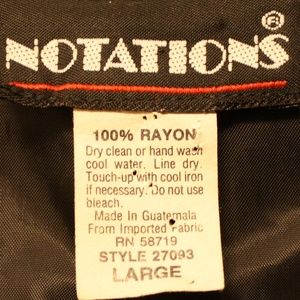 NOTATIONS®
100% RAYON
Dry clean or hand wash
cool water. Line dry.
Touch-up with cool iron
if necessary. Do not use
bleach.
Made In Guatemala
From Imported Fabric
RN 58719
STYLE 27093
LARGE